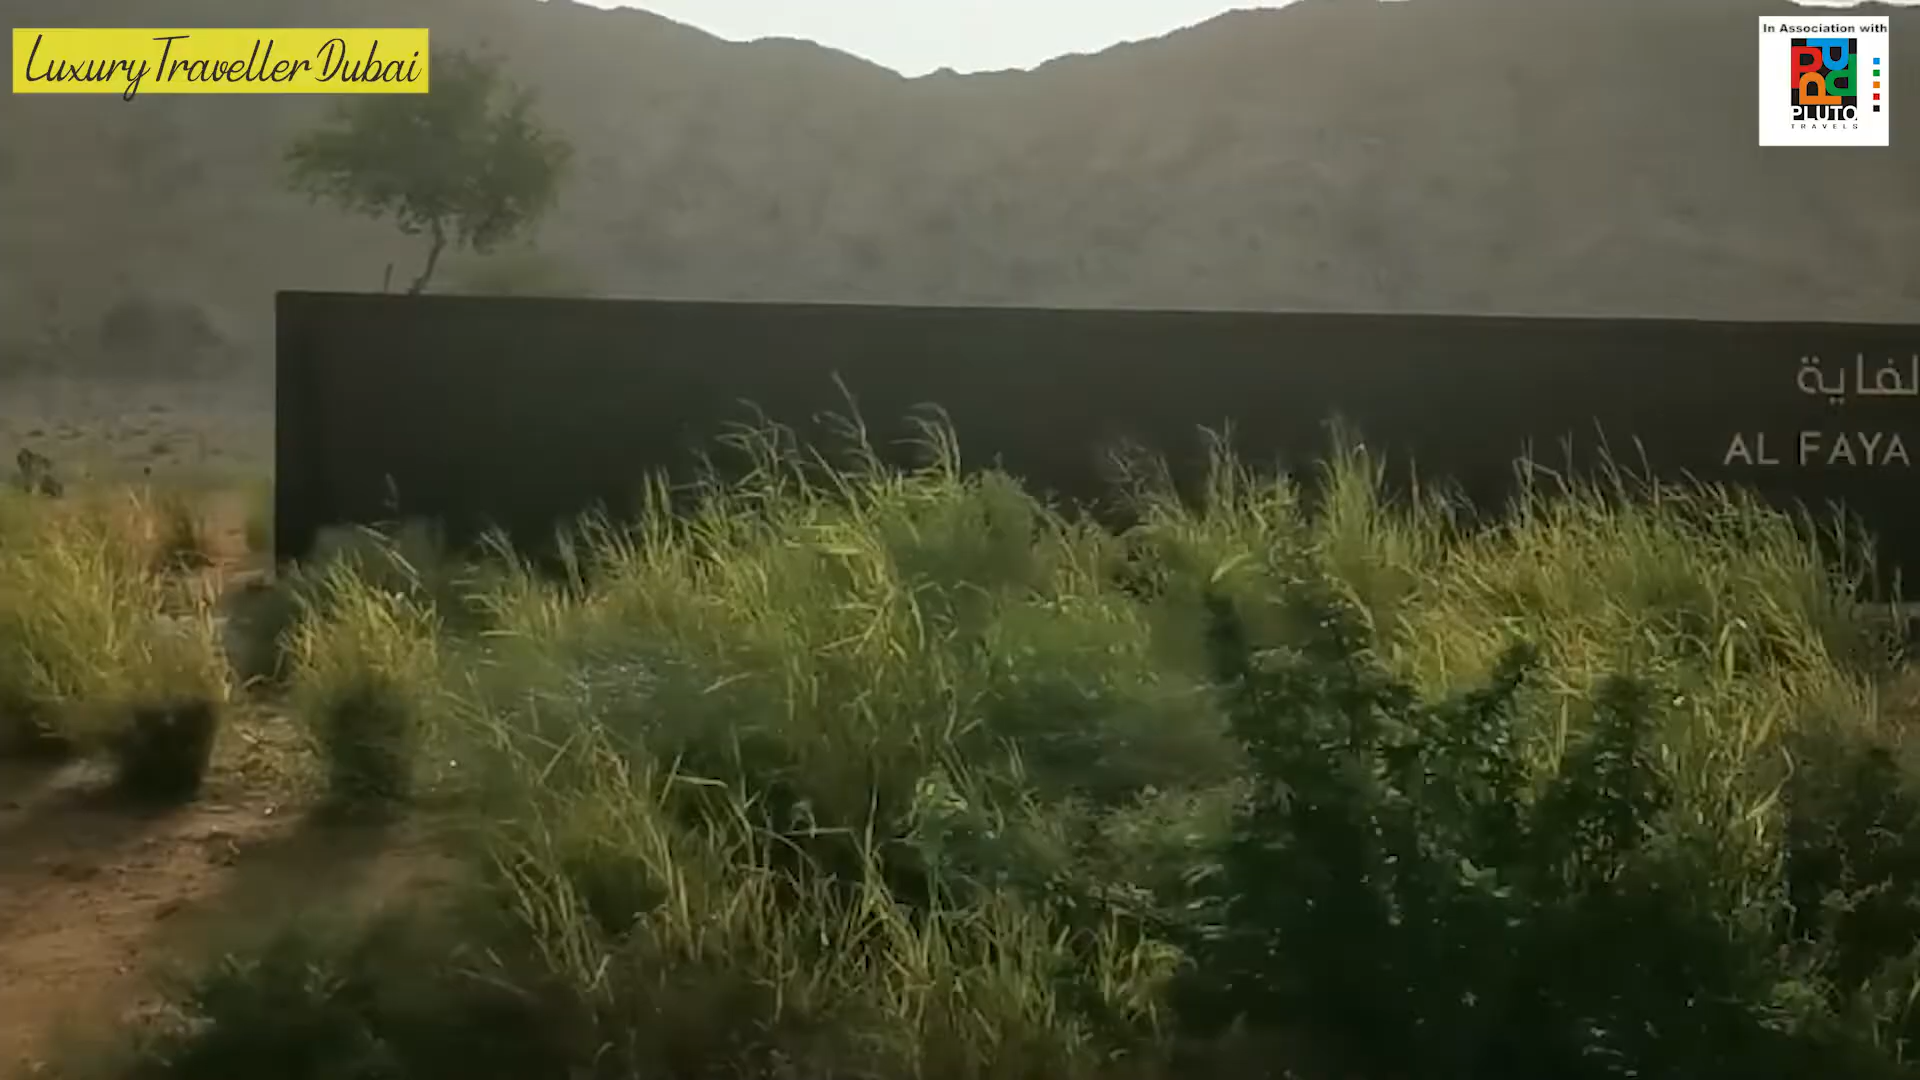 Luxury Traveller Dubai
In Association with
PLUTO
TRAVELS
لفاية
AL FAYA